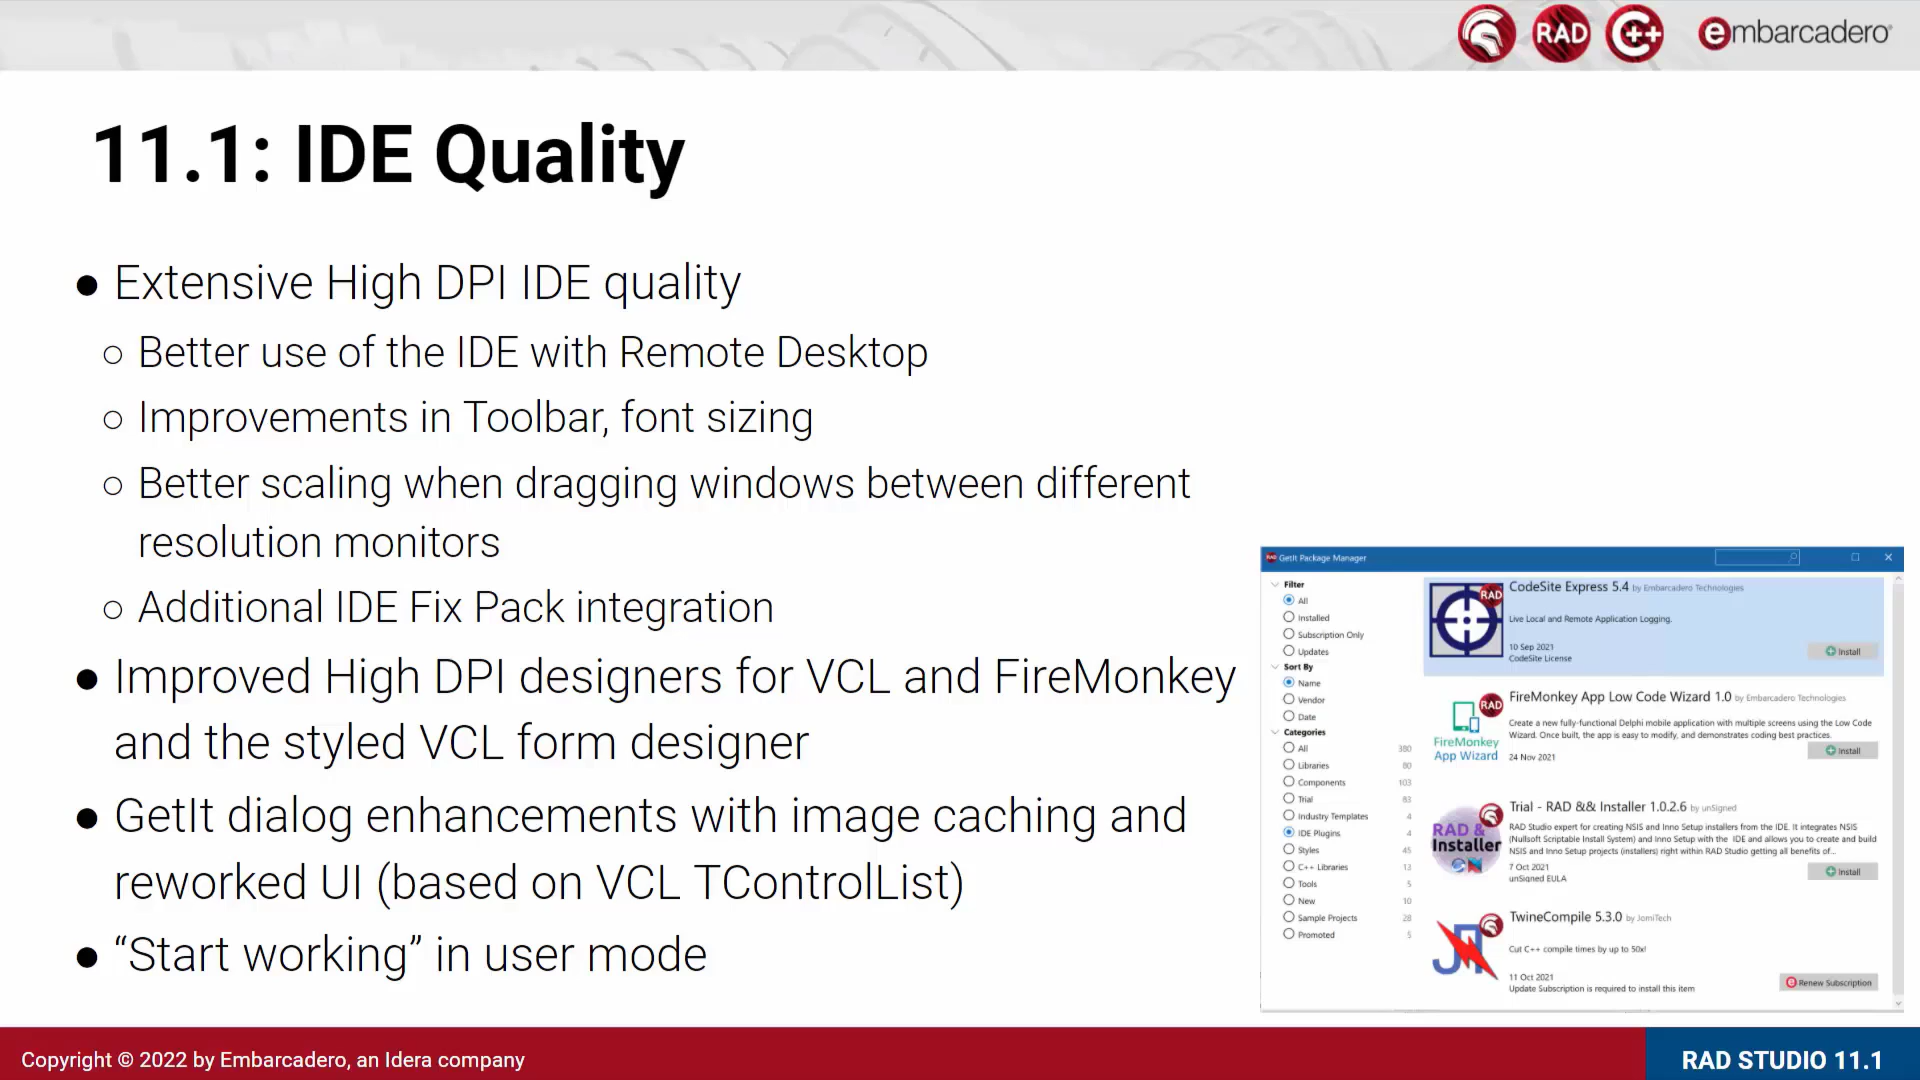 RAD
C++
embarcadero
11.1: IDE Quality
● Extensive High DPI IDE quality
○ Better use of the IDE with Remote Desktop
○ Improvements in Toolbar, font sizing
○ Better scaling when dragging windows between different
resolution monitors
○ Additional IDE Fix Pack integration
● Improved High DPI designers for VCL and FireMonkey
and the styled VCL form designer
● GetIt dialog enhancements with image caching and
reworked UI (based on VCL TControlList)
● “Start working” in user mode
RAD GetIt Package Manager
Filter
All
Installed
Subscription Only
Updates
Sort By
Name
Vendor
Date
Categories
All 380
Libraries 80
Components 103
Trial 83
Industry Templates 4
IDE Plugins 4
Styles 45
C++ Libraries 13
Tools 5
New 10
Sample Projects 28
Promoted 5
RAD
CodeSite Express 5.4 by Embarcadero Technologies
Live Local and Remote Application Logging.
10 Sep 2021
CodeSite License
Install
RAD
FireMonkey
App Wizard
FireMonkey App Low Code Wizard 1.0 by Embarcadero Technologies
Create a new fully-functional Delphi mobile application with multiple screens using the Low Code
Wizard. Once built, the app is easy to modify, and demonstrates coding best practices.
24 Nov 2021
Install
RAD &
Installer
Trial - RAD && Installer 1.0.2.6 by unSigned
RAD Studio expert for creating NSIS and Inno Setup installers from the IDE. It integrates NSIS
(Nullsoft Scriptable Install System) and Inno Setup with the IDE and allows you to create and build
NSIS and Inno Setup projects (installers) right within RAD Studio getting all benefits of...
7 Oct 2021
unSigned EULA
Install
TwineCompile 5.3.0 by JomiTech
Cut C++ compile times by up to 50x!
11 Oct 2021
Update Subscription is required to install this item
Renew Subscription
Copyright © 2022 by Embarcadero, an Idera company
RAD STUDIO 11.1